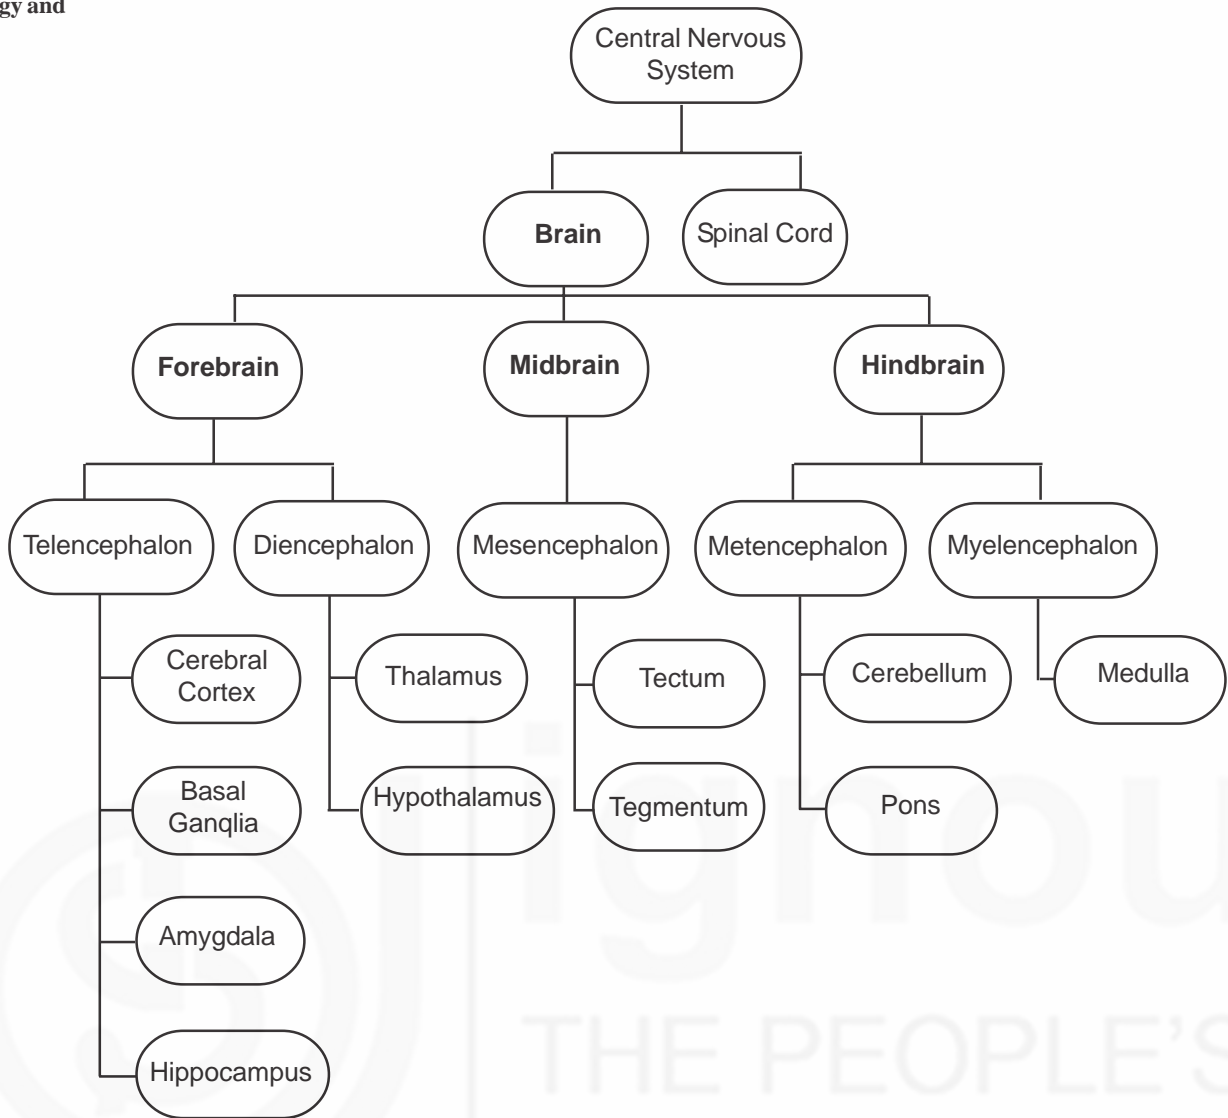 gy and
Central Nervous
System
Brain
Spinal Cord
Forebrain
Midbrain
Hindbrain
Telencephalon
Diencephalon
Mesencephalon
Metencephalon
Myelencephalon
Cerebral
Cortex
Thalamus
Tectum
Cerebellum
Medulla
Basal
Ganqlia
Hypothalamus
Tegmentum
Pons
Amygdala
Hippocampus
ignou
THE PEOPLE'S